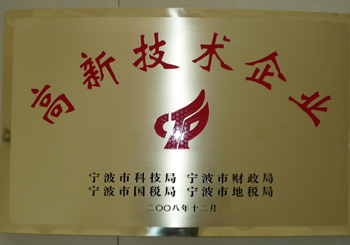 高新技术企业
宁波市科技局 宁波市财政局
宁波市国税局 宁波市地税局
二〇〇八年十二月